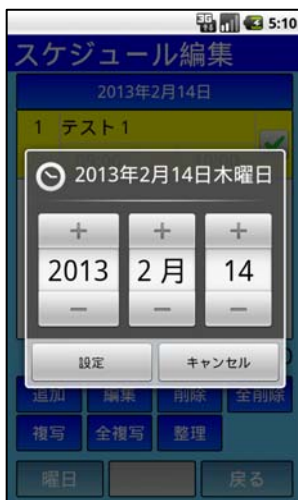 3G 5:10
スケジュール編集
2013年2月14日
1 テスト1
2013年2月14日木曜日
+ + +
2013 2月 14
− − −
設定 キャンセル
追加 編集 削除 全削除
複写 全複写 整理
曜日 戻る